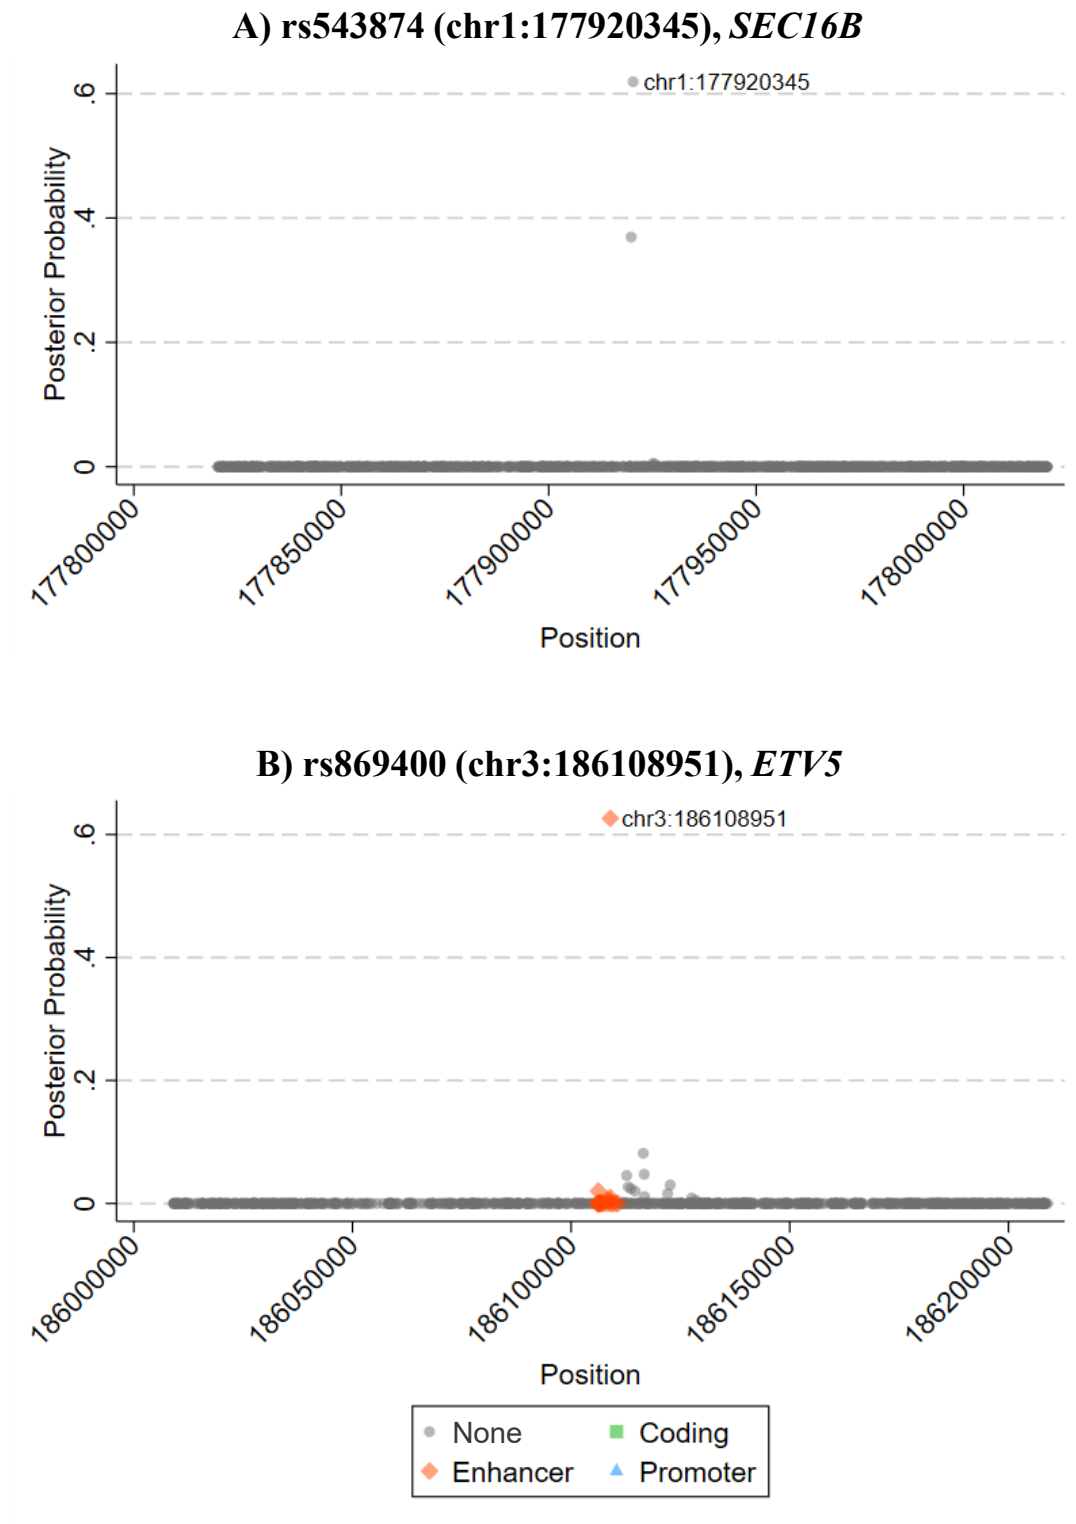 A) rs543874 (chr1:177920345), SEC16B
chr1:177920345
.6
.4
.2
0
Posterior Probability
177800000
177850000
177900000
177950000
178000000
Position
B) rs869400 (chr3:186108951), ETV5
chr3:186108951
.6
.4
.2
0
Posterior Probability
186000000
186050000
186100000
186150000
186200000
Position
None
Coding
Enhancer
Promoter